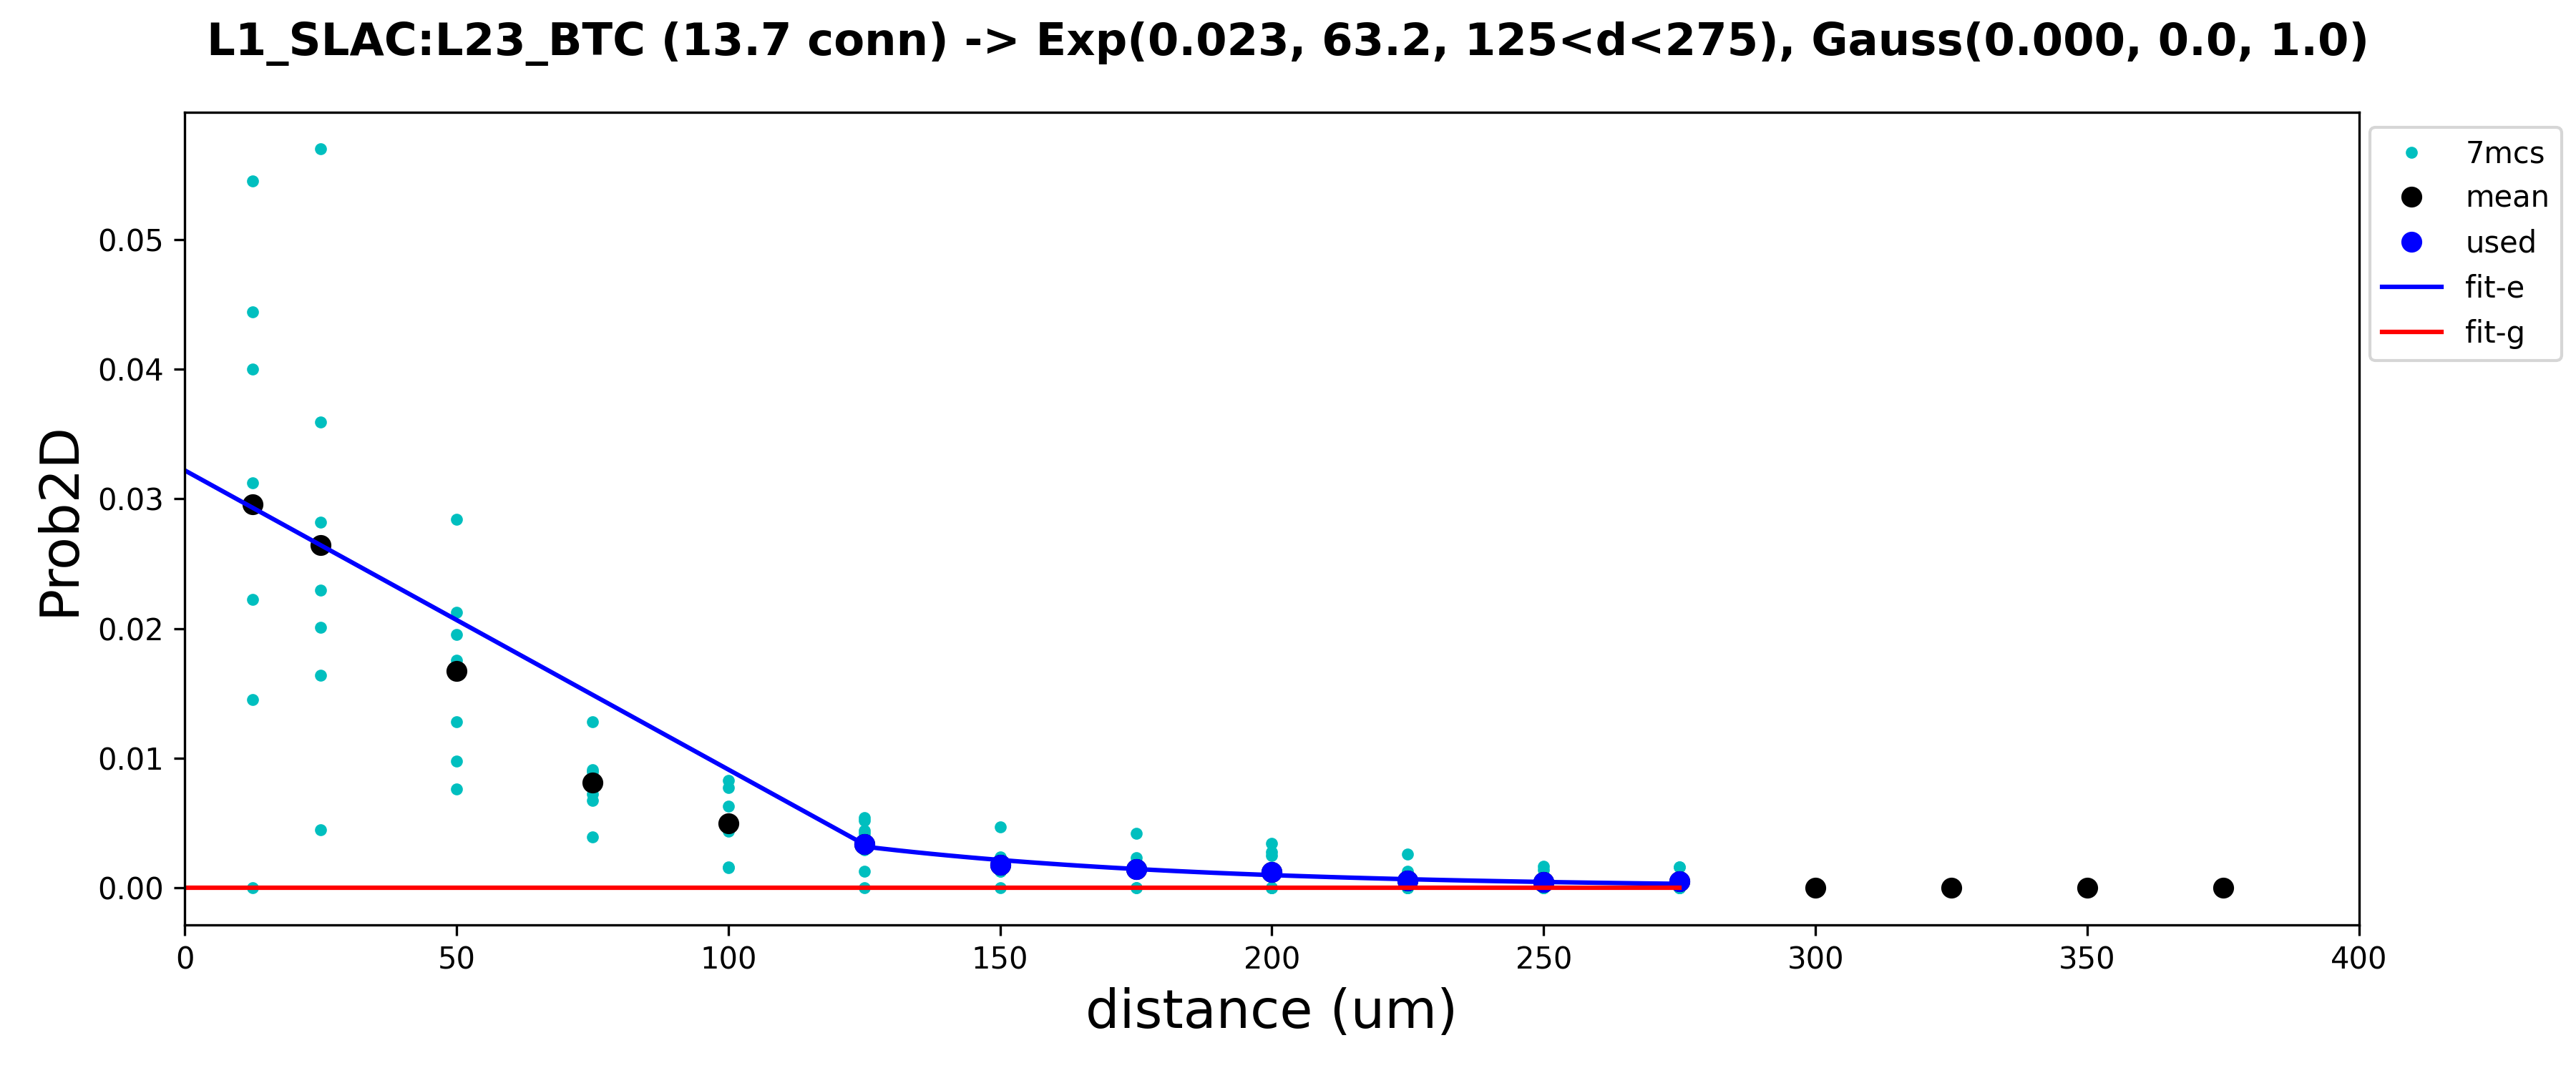 L1_SLAC:L23_BTC (13.7 conn) -> Exp(0.023, 63.2, 125<d<275), Gauss(0.000, 0.0, 1.0)
7mcs
mean
used
fit-e
fit-g
Prob2D
0.05
0.04
0.03
0.02
0.01
0.00
0 50 100 150 200 250 300 350 400
distance (um)